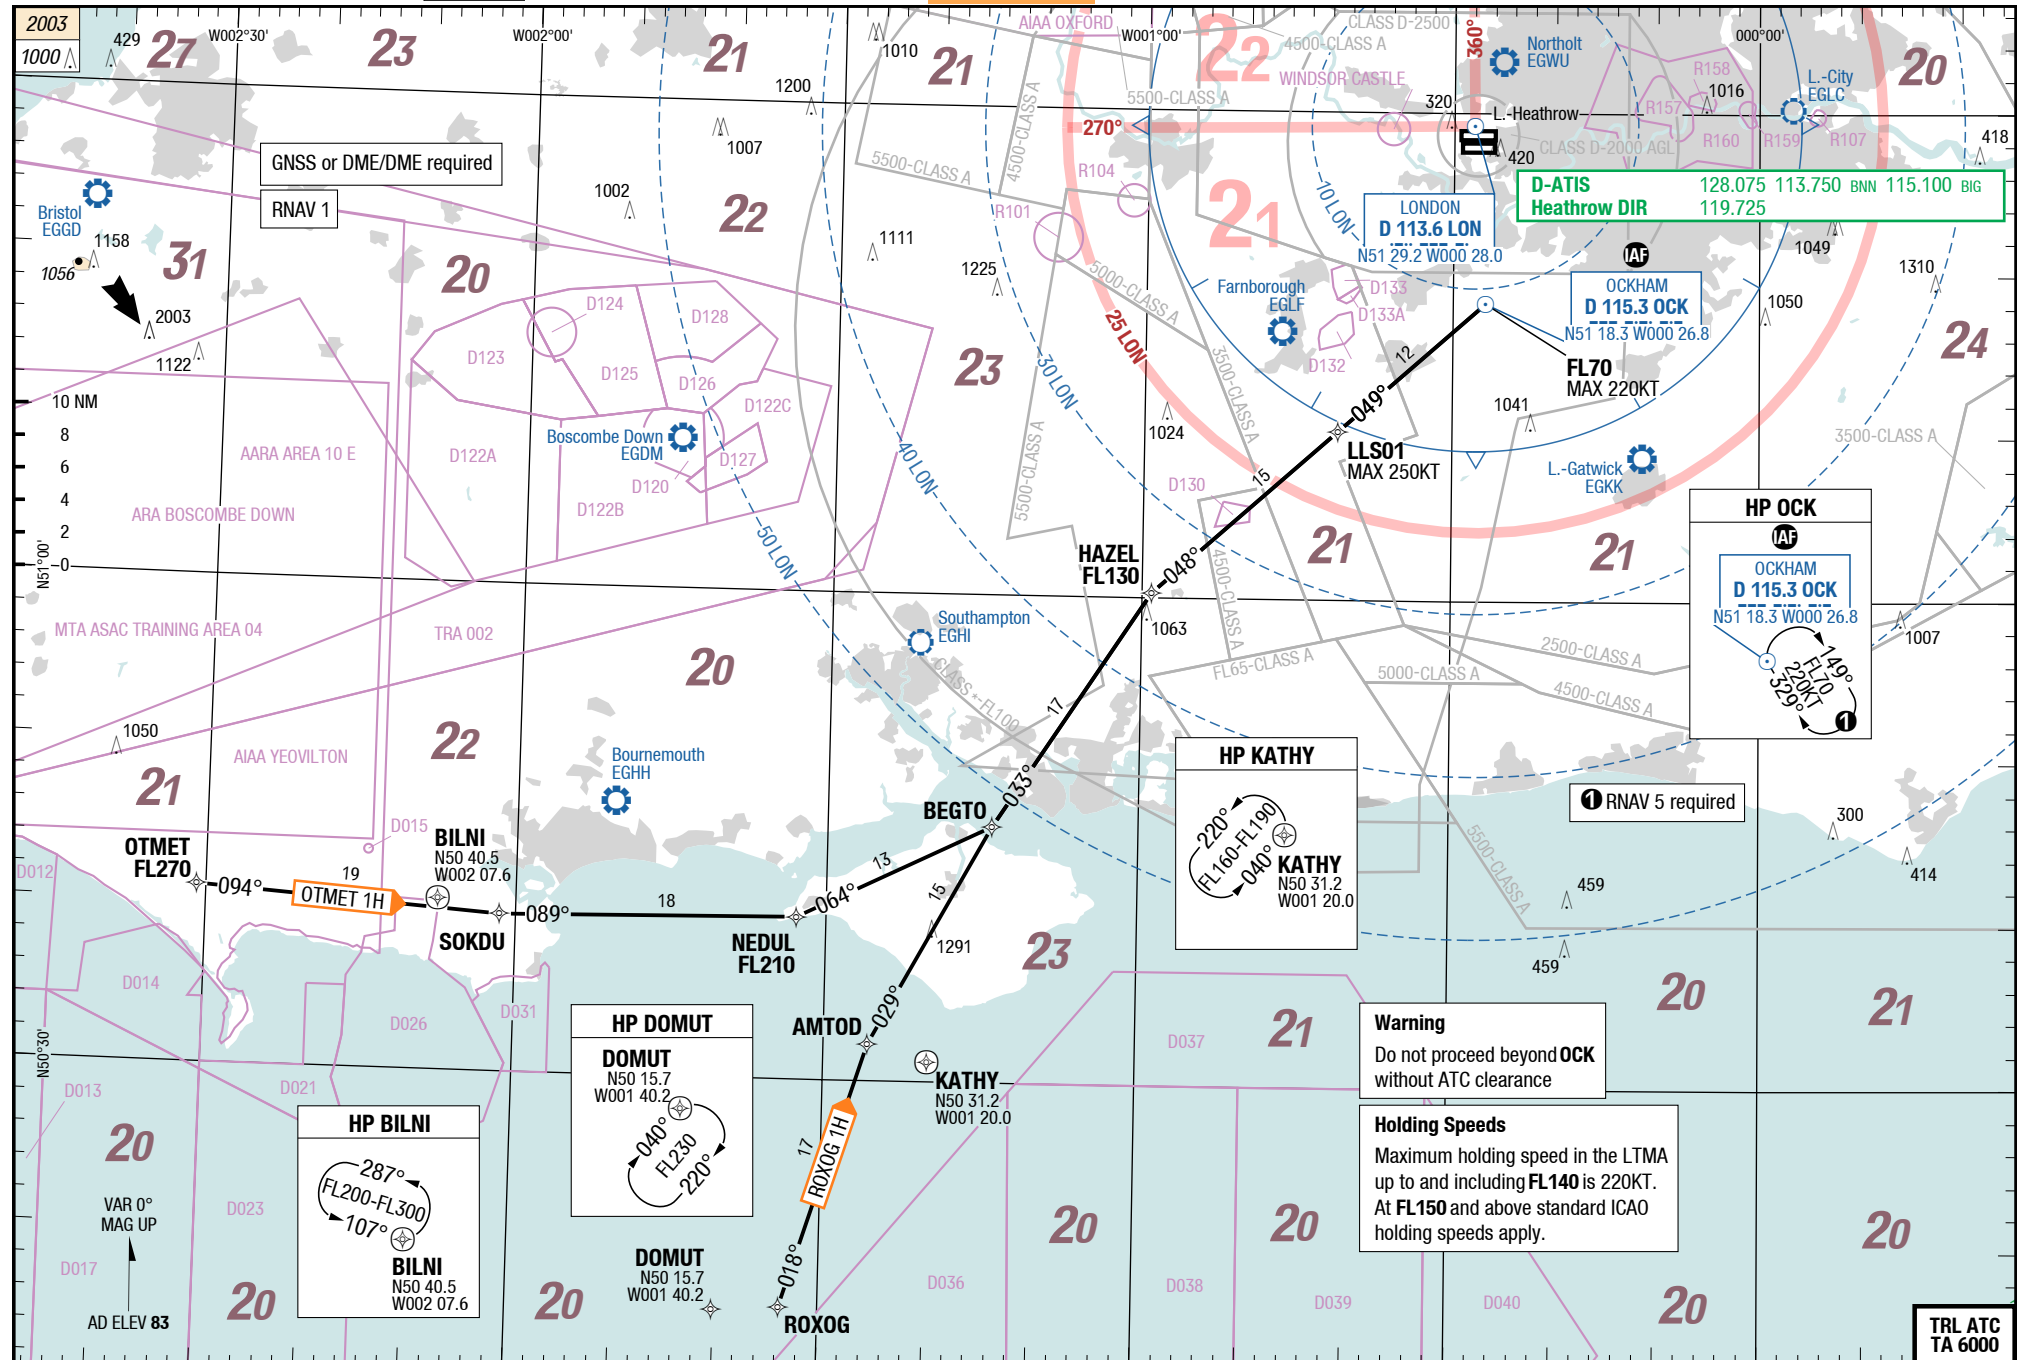 2003
1000
429
27
W002°30'
23
W002°00'
21
1010
21
AIAA OXFORD
W001°00'
22
CLASS D-2500
4500-CLASS A
360°
Northolt
EGWU
000°00'
20
WINDSOR CASTLE
R158
1016
L.-City
EGLC
R157
R160
R159
R107
418
1200
1007
5500-CLASS A
320
L.-Heathrow
270°
420
CLASS D-2000 AGL
GNSS or DME/DME required
RNAV 1
5500-CLASS A
4500-CLASS A
R104
R101
D-ATIS 128.075 113.750 BNN 115.100 BIG
Heathrow DIR 119.725
10 LON
LONDON
D 113.6 LON
N51 29.2 W000 28.0
Bristol
EGGD
1158
1056
31
2003
1122
20
1002
22
1111
1225
21
5000-CLASS A
25 LON
30 LON
40 LON
50 LON
IAF
OCKHAM
D 115.3 OCK
N51 18.3 W000 26.8
1049
1310
1050
24
Farnborough
EGLF
D133
D133A
D132
D124
D128
D123
D125
D126
D122C
23
3500-CLASS A
12
FL70
MAX 220KT
049°
1041
1024
LLS01
MAX 250KT
3500-CLASS A
10 NM
8
6
4
2
0
N51°00'
AARA AREA 10 E
ARA BOSCOMBE DOWN
Boscombe Down
EGDM
D122A
D120
D127
D122B
5500-CLASS A
D130
15
L.-Gatwick
EGKK
21
21
HP OCK
IAF
OCKHAM
D 115.3 OCK
N51 18.3 W000 26.8
149°
FL70
220KT
329°
1
HAZEL
FL130
048°
4500-CLASS A
1063
1007
MTA ASAC TRAINING AREA 04
TRA 002
Southampton
EGHI
20
CLASS *-FL100
FL65-CLASS A
2500-CLASS A
5000-CLASS A
4500-CLASS A
17
1050
AIAA YEOVILTON
22
21
Bournemouth
EGHH
HP KATHY
220°
FL160-FL190
040°
KATHY
N50 31.2
W001 20.0
1 RNAV 5 required
300
414
033°
BEGTO
D015
D012
OTMET
FL270
094°
19
OTMET 1H
BILNI
N50 40.5
W002 07.6
SOKDU
089°
18
NEDUL
FL210
064°
13
15
1291
5500-CLASS A
459
459
23
D014
D026
D031
N50°30'
D013
D021
HP DOMUT
DOMUT
N50 15.7
W001 40.2
040°
FL230
220°
AMTOD
029°
KATHY
N50 31.2
W001 20.0
D037
21
20
21
Warning
Do not proceed beyond OCK
without ATC clearance
Holding Speeds
Maximum holding speed in the LTMA
up to and including FL140 is 220KT.
At FL150 and above standard ICAO
holding speeds apply.
20
HP BILNI
287°
FL200-FL300
107°
BILNI
N50 40.5
W002 07.6
VAR 0°
MAG UP
AD ELEV 83
D023
D017
20
20
17
ROXOG 1H
018°
ROXOG
DOMUT
N50 15.7
W001 40.2
20
20
20
20
D036
D038
D039
D040
TRL ATC
TA 6000